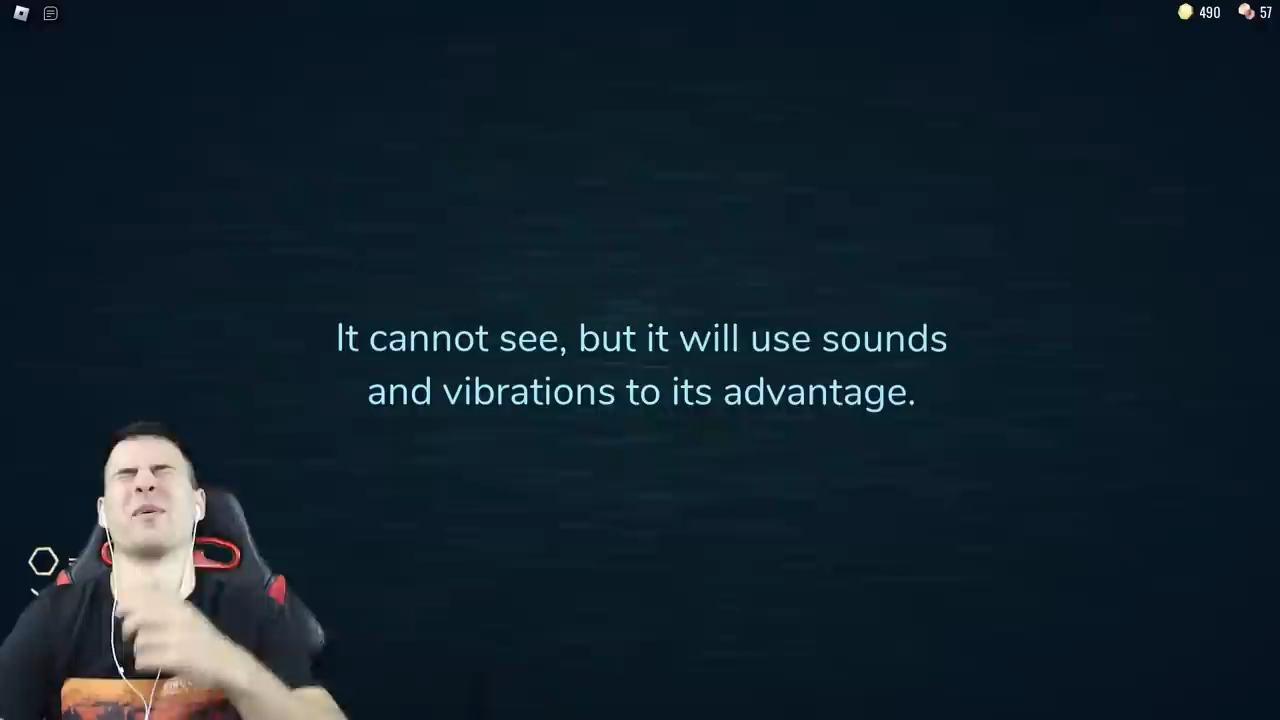 490
57
It cannot see, but it will use sounds
and vibrations to its advantage.